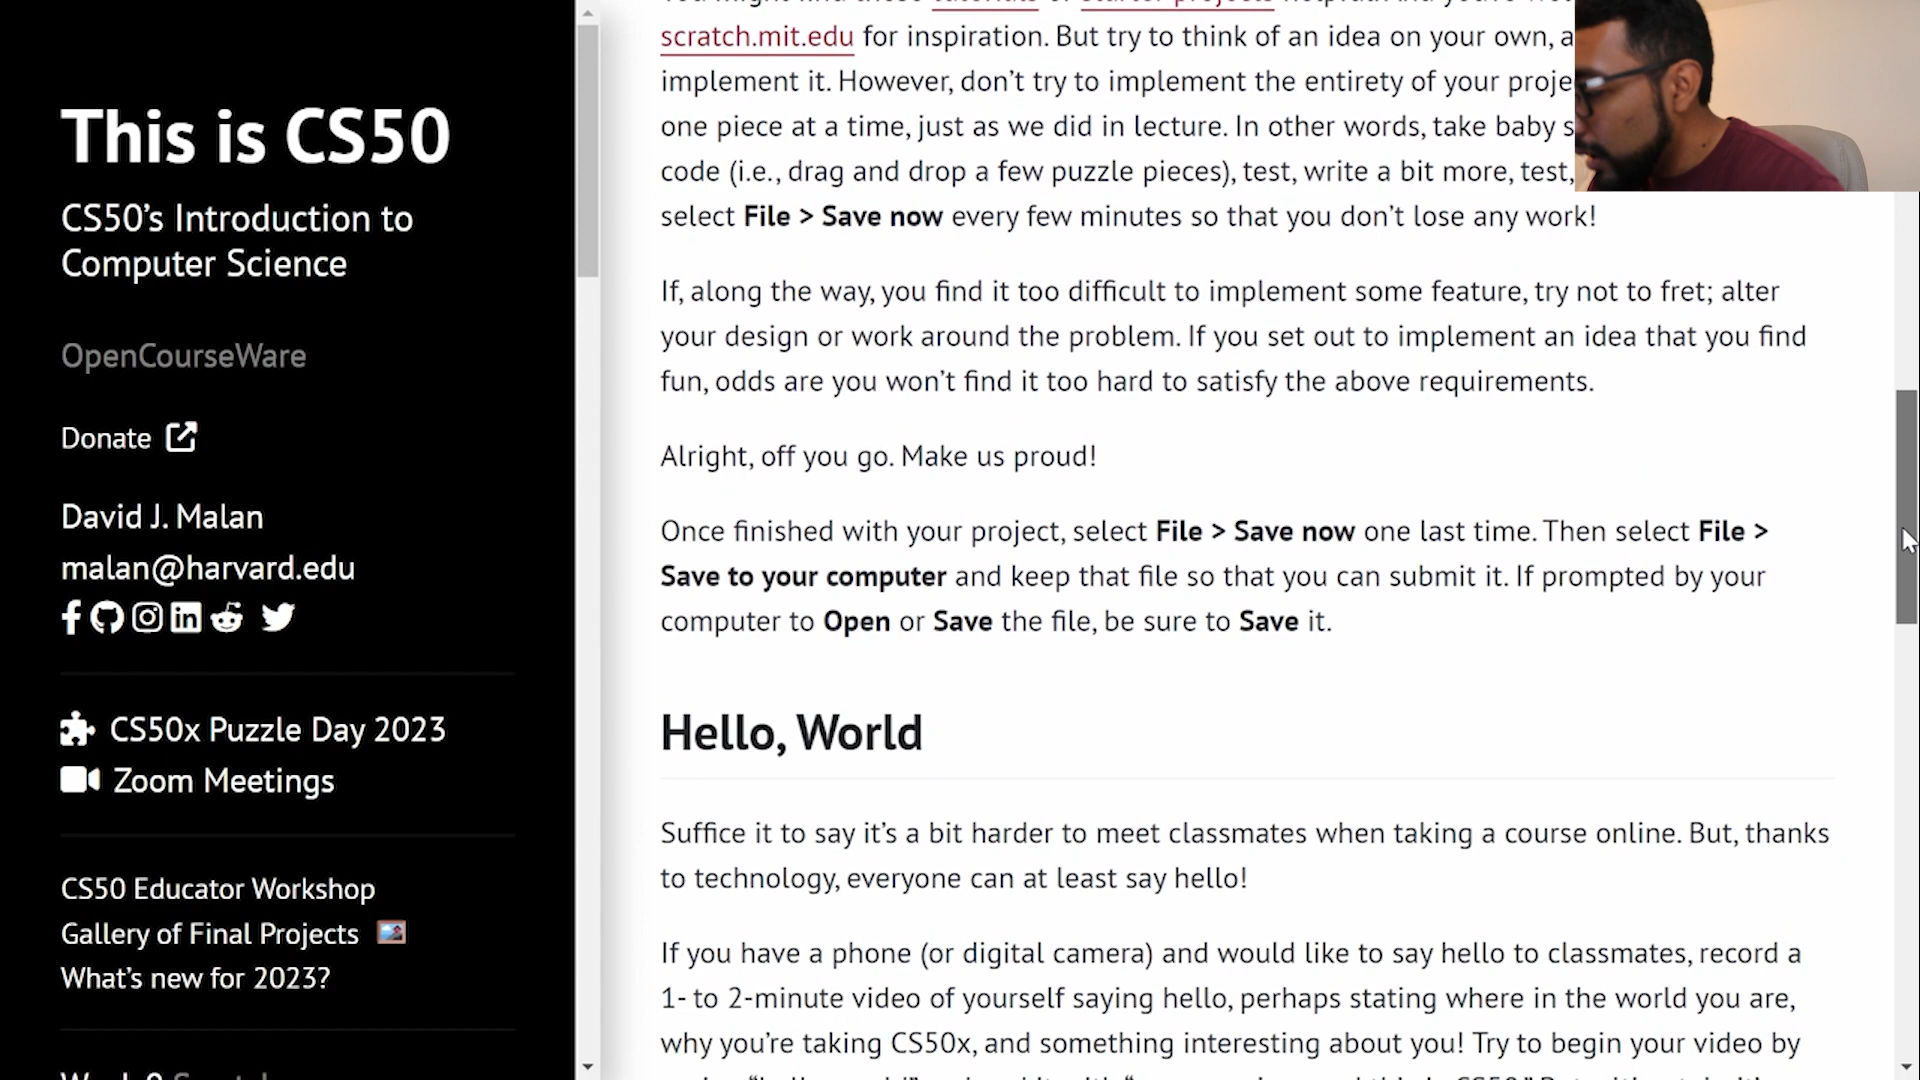 This is CS50
CS50’s Introduction to
Computer Science
OpenCourseWare
Donate
David J. Malan
malan@harvard.edu
CS50x Puzzle Day 2023
Zoom Meetings
CS50 Educator Workshop
Gallery of Final Projects
What’s new for 2023?
scratch.mit.edu for inspiration. But try to think of an idea on your own, a
implement it. However, don’t try to implement the entirety of your proje
one piece at a time, just as we did in lecture. In other words, take baby s
code (i.e., drag and drop a few puzzle pieces), test, write a bit more, test,
select File > Save now every few minutes so that you don’t lose any work!
If, along the way, you find it too difficult to implement some feature, try not to fret; alter
your design or work around the problem. If you set out to implement an idea that you find
fun, odds are you won’t find it too hard to satisfy the above requirements.
Alright, off you go. Make us proud!
Once finished with your project, select File > Save now one last time. Then select File >
Save to your computer and keep that file so that you can submit it. If prompted by your
computer to Open or Save the file, be sure to Save it.
Hello, World
Suffice it to say it’s a bit harder to meet classmates when taking a course online. But, thanks
to technology, everyone can at least say hello!
If you have a phone (or digital camera) and would like to say hello to classmates, record a
1- to 2-minute video of yourself saying hello, perhaps stating where in the world you are,
why you’re taking CS50x, and something interesting about you! Try to begin your video by